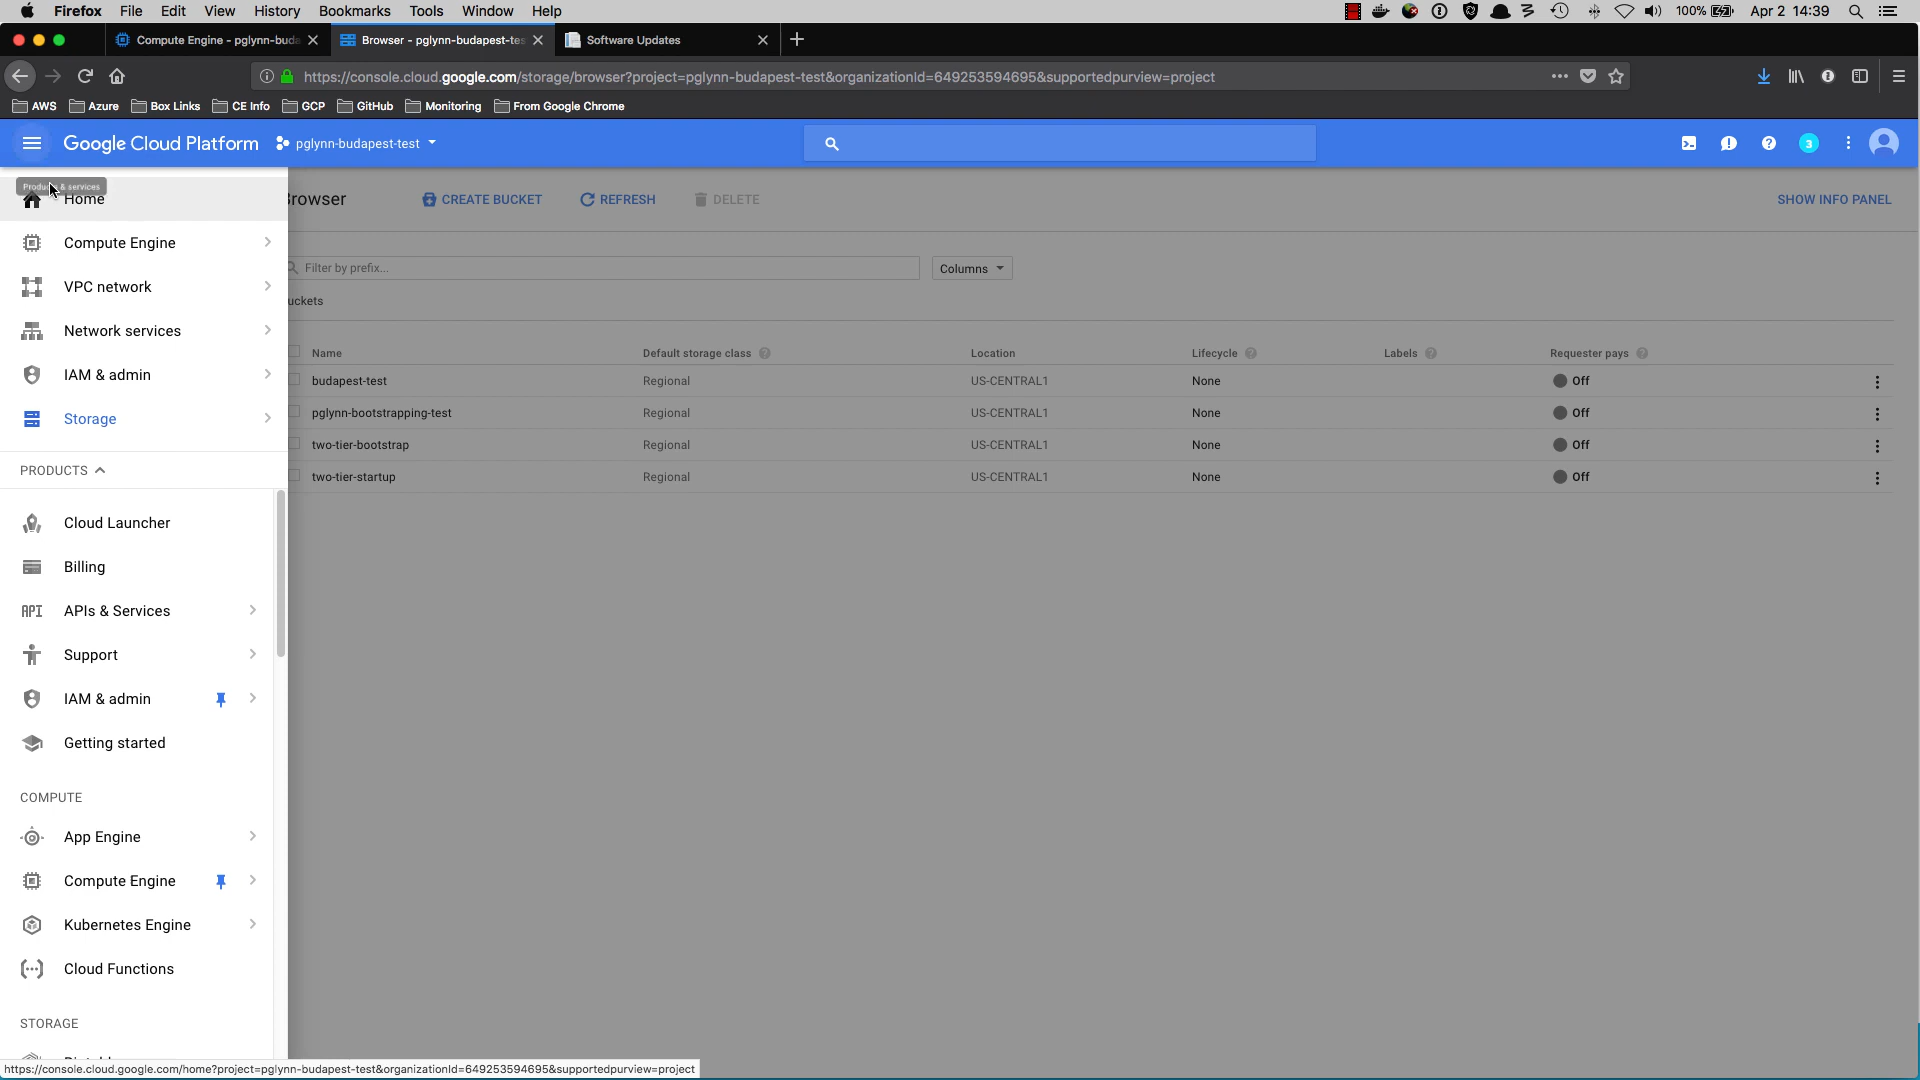 Firefox File Edit View History Bookmarks Tools Window Help 100% Apr 2 14:39
Compute Engine - pglynn-buda Browser - pglynn-budapest-tes Software Updates
https://console.cloud.google.com/storage/browser?project=pglynn-budapest-test&organizationId=649253594695&supportedpurview=project
AWS Azure Box Links CE Info GCP GitHub Monitoring From Google Chrome
Google Cloud Platform pglynn-budapest-test 3
Home
Browser CREATE BUCKET REFRESH DELETE SHOW INFO PANEL
Compute Engine
Filter by prefix... Columns
VPC network
uckets
Network services
Name Default storage class Location Lifecycle Labels Requester pays
IAM & admin
budapest-test Regional US-CENTRAL1 None Off
pglynn-bootstrapping-test Regional US-CENTRAL1 None Off
Storage
two-tier-bootstrap Regional US-CENTRAL1 None Off
PRODUCTS
two-tier-startup Regional US-CENTRAL1 None Off
Cloud Launcher
Billing
API APIs & Services
Support
IAM & admin
Getting started
COMPUTE
App Engine
Compute Engine
Kubernetes Engine
Cloud Functions
STORAGE
https://console.cloud.google.com/home?project=pglynn-budapest-test&organizationId=649253594695&supportedpurview=project